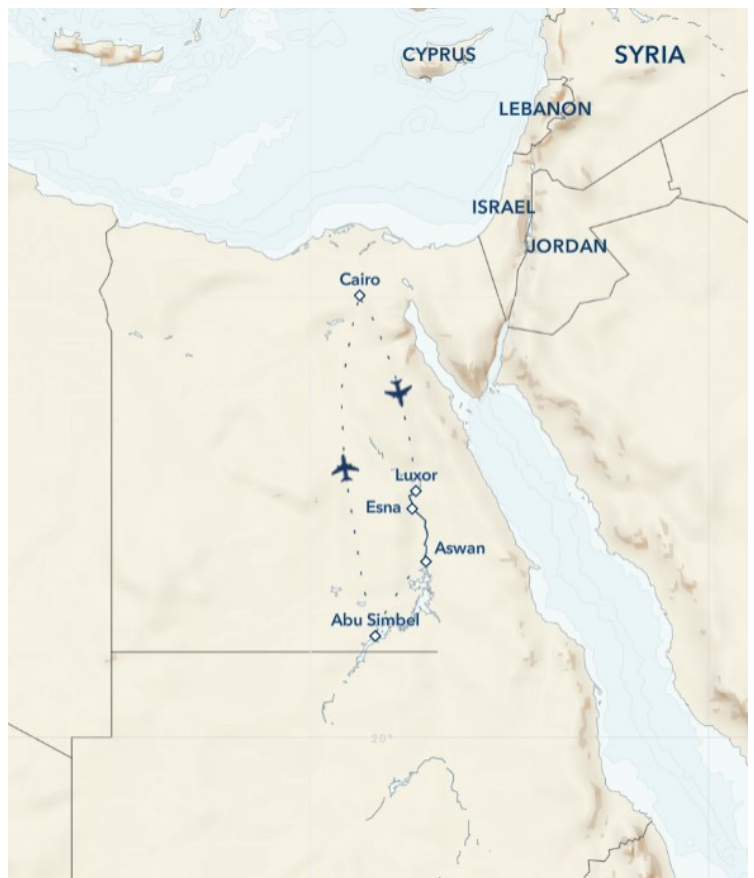 CYPRUS
SYRIA
LEBANON
ISRAEL
JORDAN
Cairo
Luxor
Esna
Aswan
Abu Simbel
20°